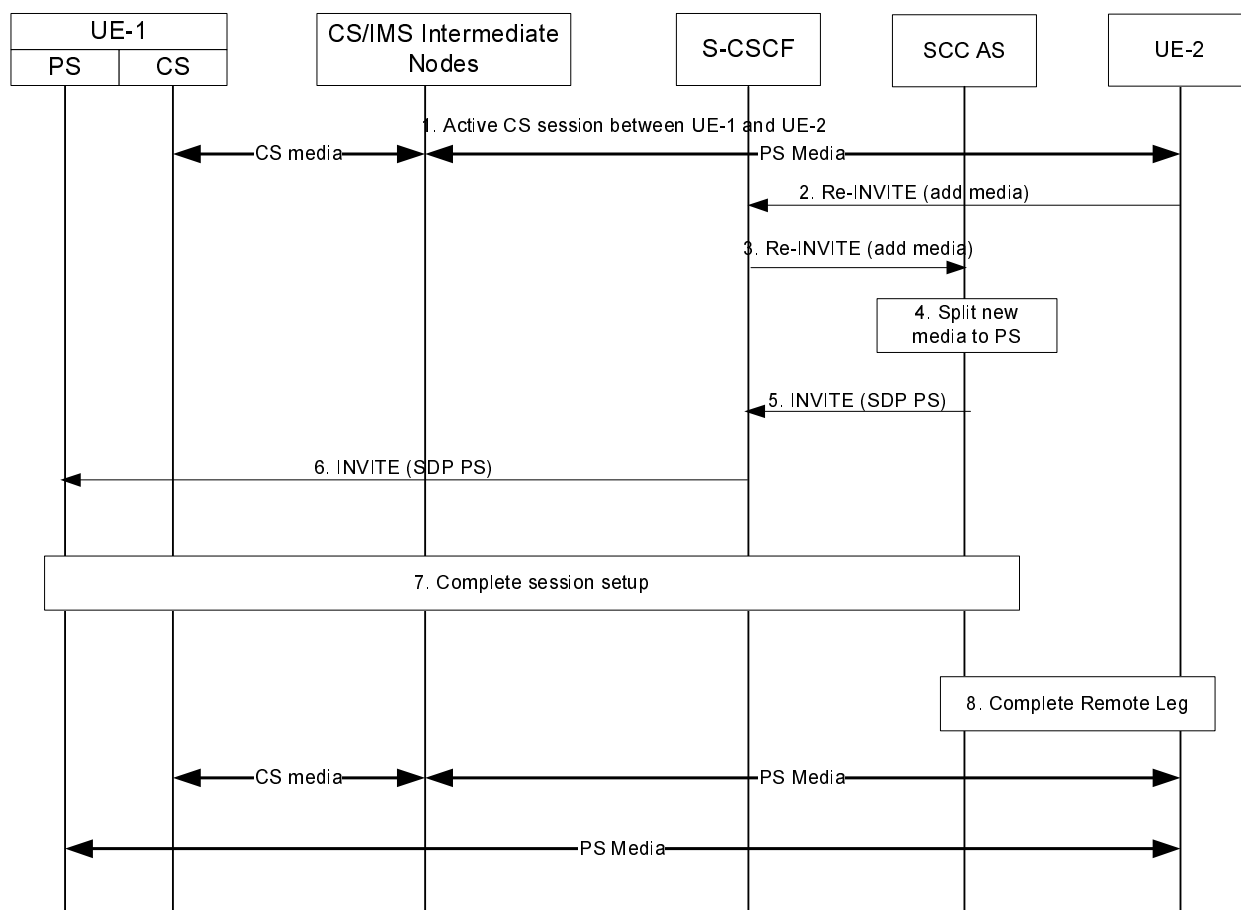 UE-1
PS
CS
CS/IMS Intermediate
Nodes
S-CSCF
SCC AS
UE-2
1. Active CS session between UE-1 and UE-2
CS media
PS Media
2. Re-INVITE (add media)
3. Re-INVITE (add media)
4. Split new
media to PS
5. INVITE (SDP PS)
6. INVITE (SDP PS)
7. Complete session setup
8. Complete Remote Leg
CS media
PS Media
PS Media